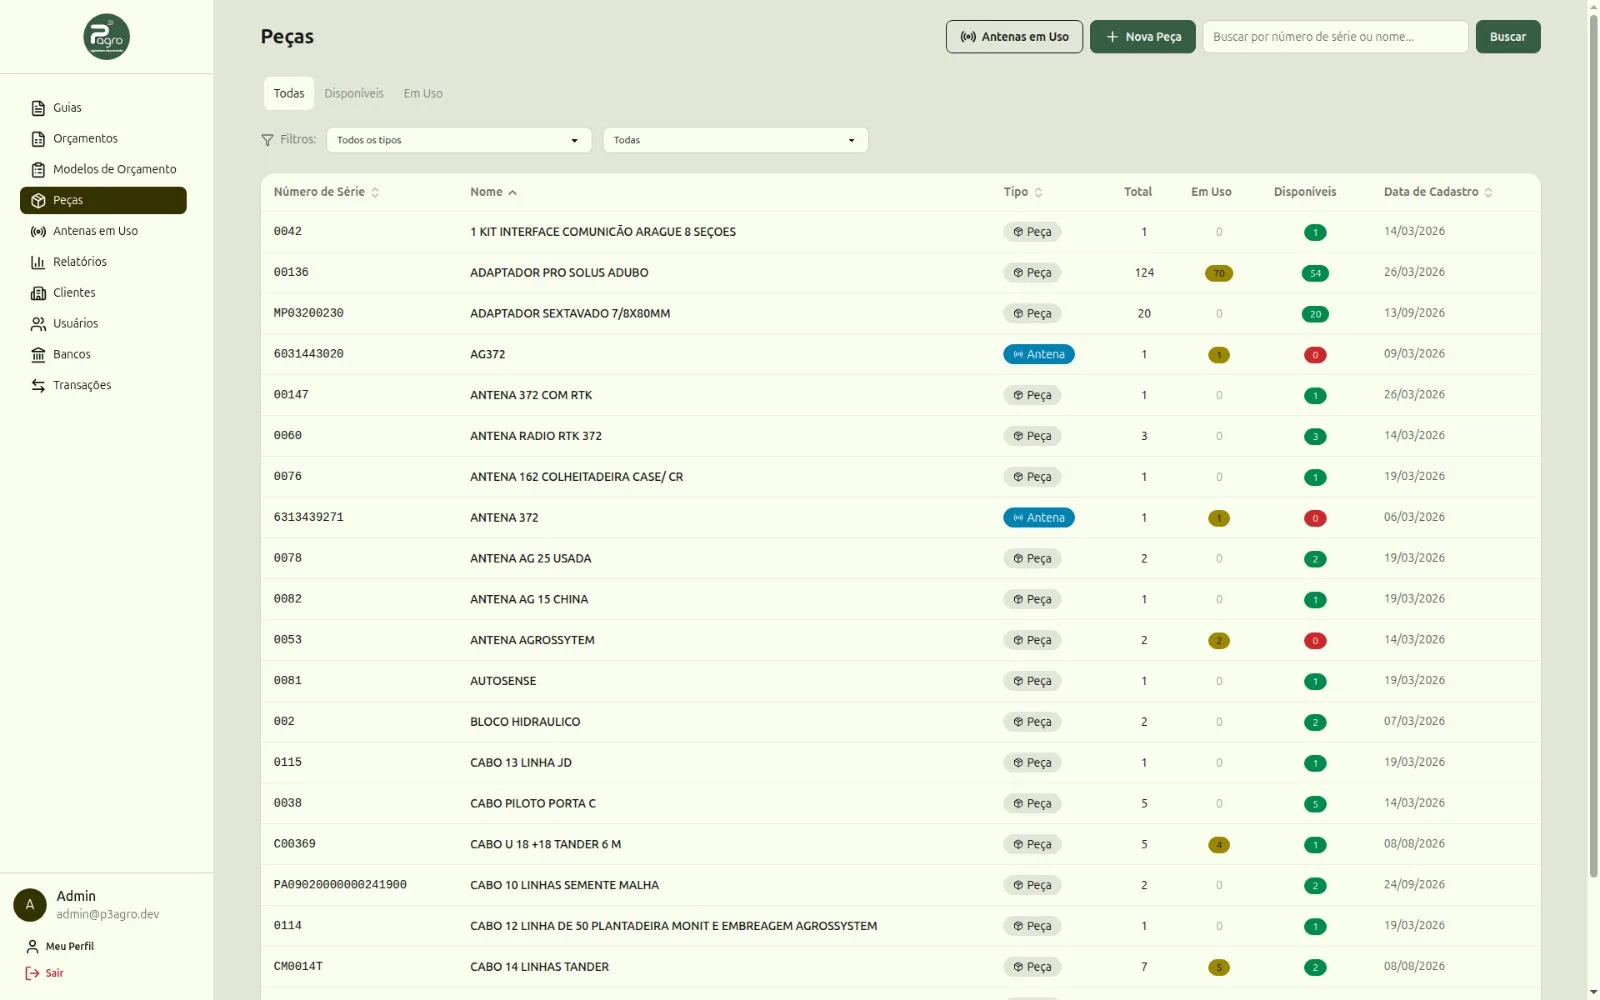 P3
agro
Peças
Antenas em Uso
Nova Peça
Buscar por número de série ou nome...
Buscar
Guias
Orçamentos
Modelos de Orçamento
Peças
Antenas em Uso
Relatórios
Clientes
Usuários
Bancos
Transações
Todas Disponíveis Em Uso
Filtros: Todos os tipos Todas
Número de Série Nome Tipo Total Em Uso Disponíveis Data de Cadastro
0042 1 KIT INTERFACE COMUNICÃO ARAGUE 8 SEÇOES Peça 1 0 1 14/03/2026
00136 ADAPTADOR PRO SOLUS ADUBO Peça 124 70 54 26/03/2026
MP03200230 ADAPTADOR SEXTAVADO 7/8X80MM Peça 20 0 20 13/09/2026
6031443020 AG372 Antena 1 1 0 09/03/2026
00147 ANTENA 372 COM RTK Peça 1 0 1 26/03/2026
0060 ANTENA RADIO RTK 372 Peça 3 0 3 14/03/2026
0076 ANTENA 162 COLHEITADEIRA CASE/ CR Peça 1 0 1 19/03/2026
6313439271 ANTENA 372 Antena 1 1 0 06/03/2026
0078 ANTENA AG 25 USADA Peça 2 0 2 19/03/2026
0082 ANTENA AG 15 CHINA Peça 1 0 1 19/03/2026
0053 ANTENA AGROSSYTEM Peça 2 2 0 14/03/2026
0081 AUTOSENSE Peça 1 0 1 19/03/2026
002 BLOCO HIDRAULICO Peça 2 0 2 07/03/2026
0115 CABO 13 LINHA JD Peça 1 0 1 19/03/2026
0038 CABO PILOTO PORTA C Peça 5 0 5 14/03/2026
C00369 CABO U 18 +18 TANDER 6 M Peça 5 4 1 08/08/2026
PA09020000000241900 CABO 10 LINHAS SEMENTE MALHA Peça 2 0 2 24/09/2026
0114 CABO 12 LINHA DE 50 PLANTADEIRA MONIT E EMBREAGEM AGROSSYSTEM Peça 1 0 1 19/03/2026
CM0014T CABO 14 LINHAS TANDER Peça 7 5 2 08/08/2026
A
Admin
admin@p3agro.dev
Meu Perfil
Sair